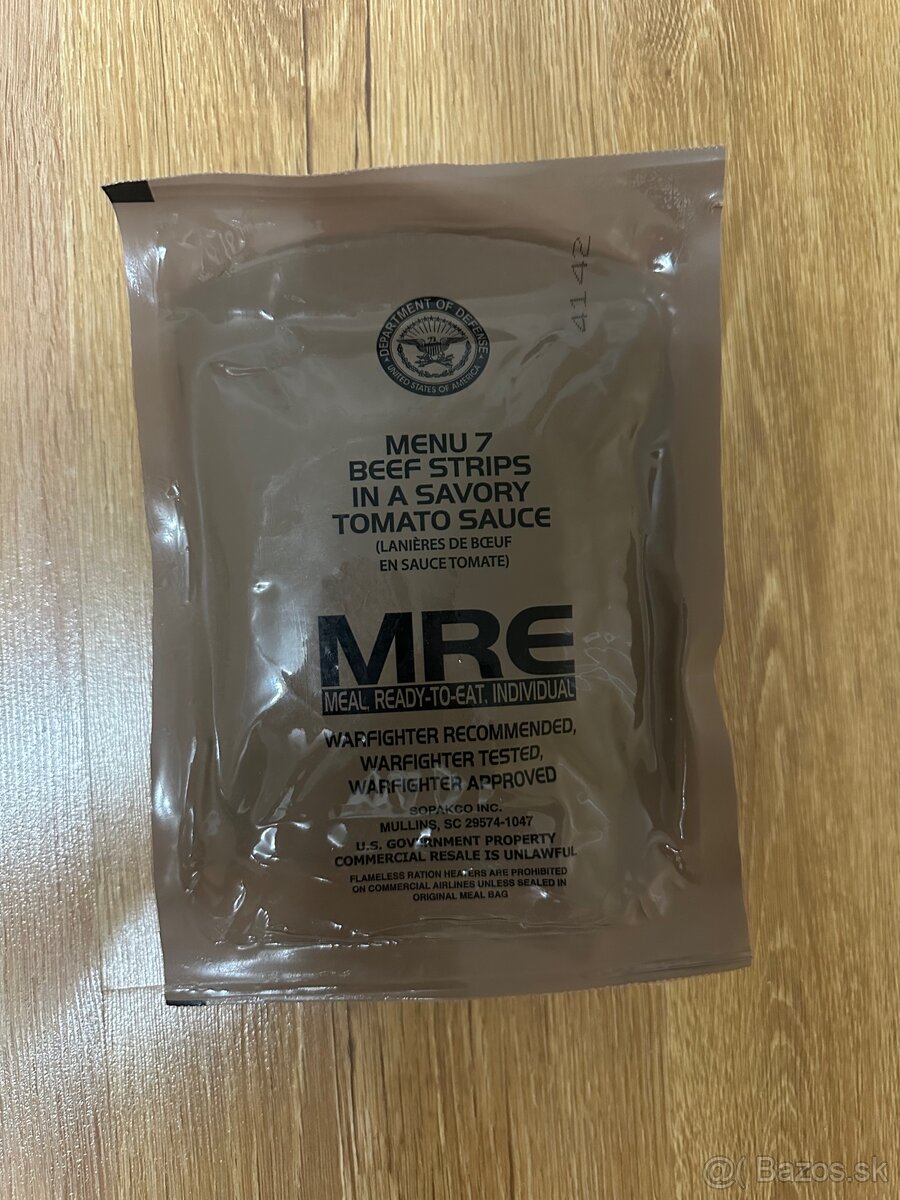 4142
DEPARTMENT OF DEFENSE
UNITED STATES OF AMERICA
MENU 7
BEEF STRIPS
IN A SAVORY
TOMATO SAUCE
(LANIÈRES DE BŒUF
EN SAUCE TOMATE)
MRE
MEAL, READY-TO-EAT, INDIVIDUAL
WARFIGHTER RECOMMENDED,
WARFIGHTER TESTED,
WARFIGHTER APPROVED
SOPAKCO INC.
MULLINS, SC 29574-1047
U.S. GOVERNMENT PROPERTY
COMMERCIAL RESALE IS UNLAWFUL
FLAMELESS RATION HEATERS ARE PROHIBITED
ON COMMERCIAL AIRLINES UNLESS SEALED IN
ORIGINAL MEAL BAG
@( Bazos.sk